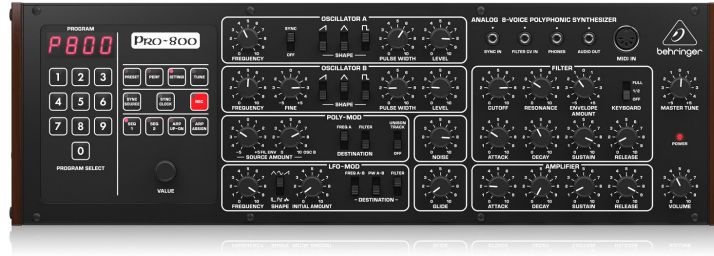 PROGRAM
P800
PRO-800
1 2 3
4 5 6
7 8 9
0
PROGRAM SELECT
PRESET PERF SETTINGS TUNE
SYNC SOURCE SYNC CLOCK REC
SEQ 1 SEQ 2 ARP UP-DN ARP ASSIGN
VALUE
OSCILLATOR A
SYNC
OFF
FREQUENCY SHAPE PULSE WIDTH LEVEL
OSCILLATOR B
FREQUENCY FINE SHAPE PULSE WIDTH LEVEL
POLY-MOD
FREQ A FILTER UNISON TRACK
OFF
FIL ENV OSC B
SOURCE AMOUNT DESTINATION
NOISE
LFO-MOD
FREQ A-B PW A-B FILTER
FREQUENCY SHAPE INITIAL AMOUNT DESTINATION
GLIDE
ANALOG 8-VOICE POLYPHONIC SYNTHESIZER
SYNC IN FILTER CV IN PHONES AUDIO OUT MIDI IN
behringer
FILTER
FULL
1/2
OFF
CUTOFF RESONANCE ENVELOPE AMOUNT KEYBOARD
ATTACK DECAY SUSTAIN RELEASE
AMPLIFIER
ATTACK DECAY SUSTAIN RELEASE
MASTER TUNE
POWER
VOLUME